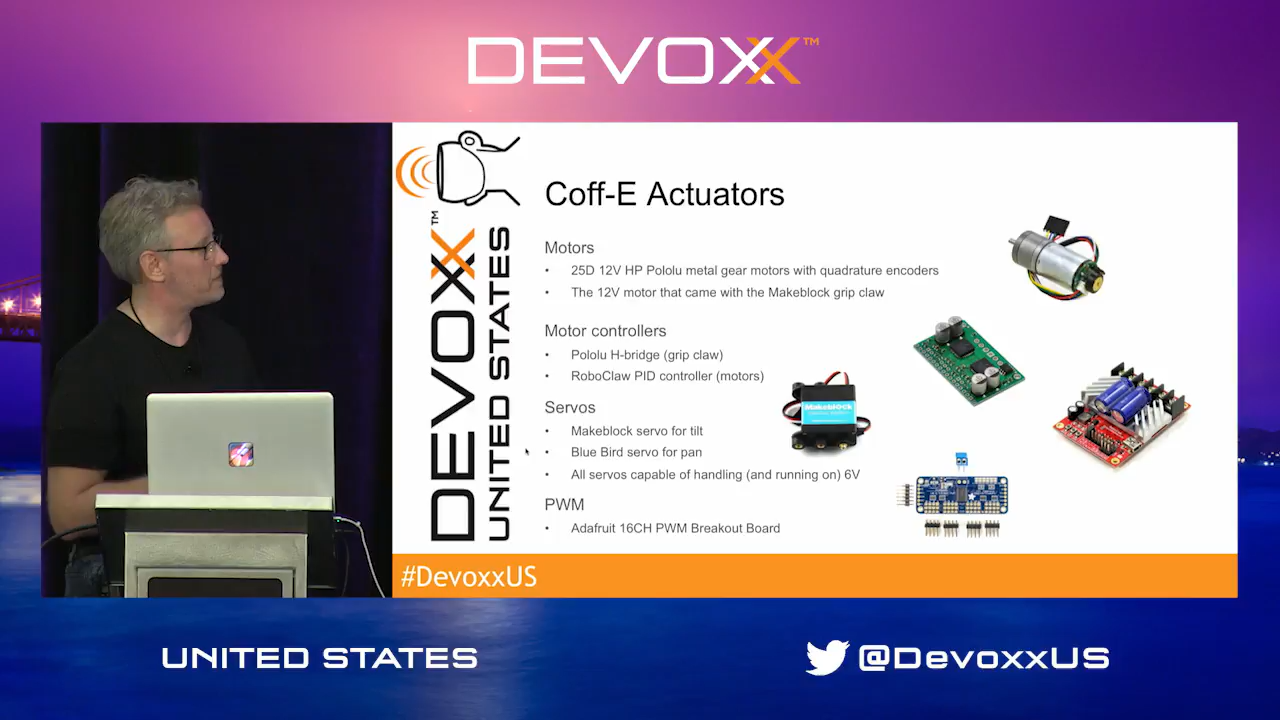 DEVOXX™
DEVOXX™
UNITED STATES
Coff-E Actuators
Motors
• 25D 12V HP Pololu metal gear motors with quadrature encoders
• The 12V motor that came with the Makeblock grip claw
Motor controllers
• Pololu H-bridge (grip claw)
• RoboClaw PID controller (motors)
Servos
• Makeblock servo for tilt
• Blue Bird servo for pan
• All servos capable of handling (and running on) 6V
PWM
• Adafruit 16CH PWM Breakout Board
Makeblock
#DevoxxUS
UNITED STATES
@DevoxxUS